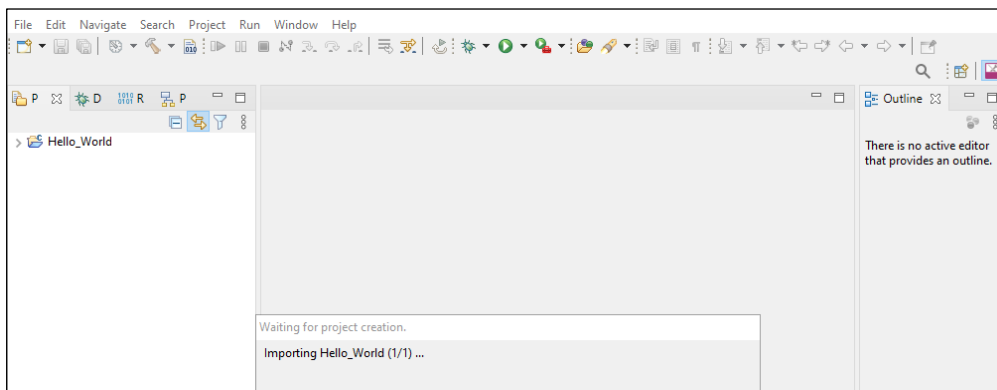 File Edit Navigate Search Project Run Window Help
P D R P
Outline
Hello_World
There is no active editor
that provides an outline.
Waiting for project creation.
Importing Hello_World (1/1) ...